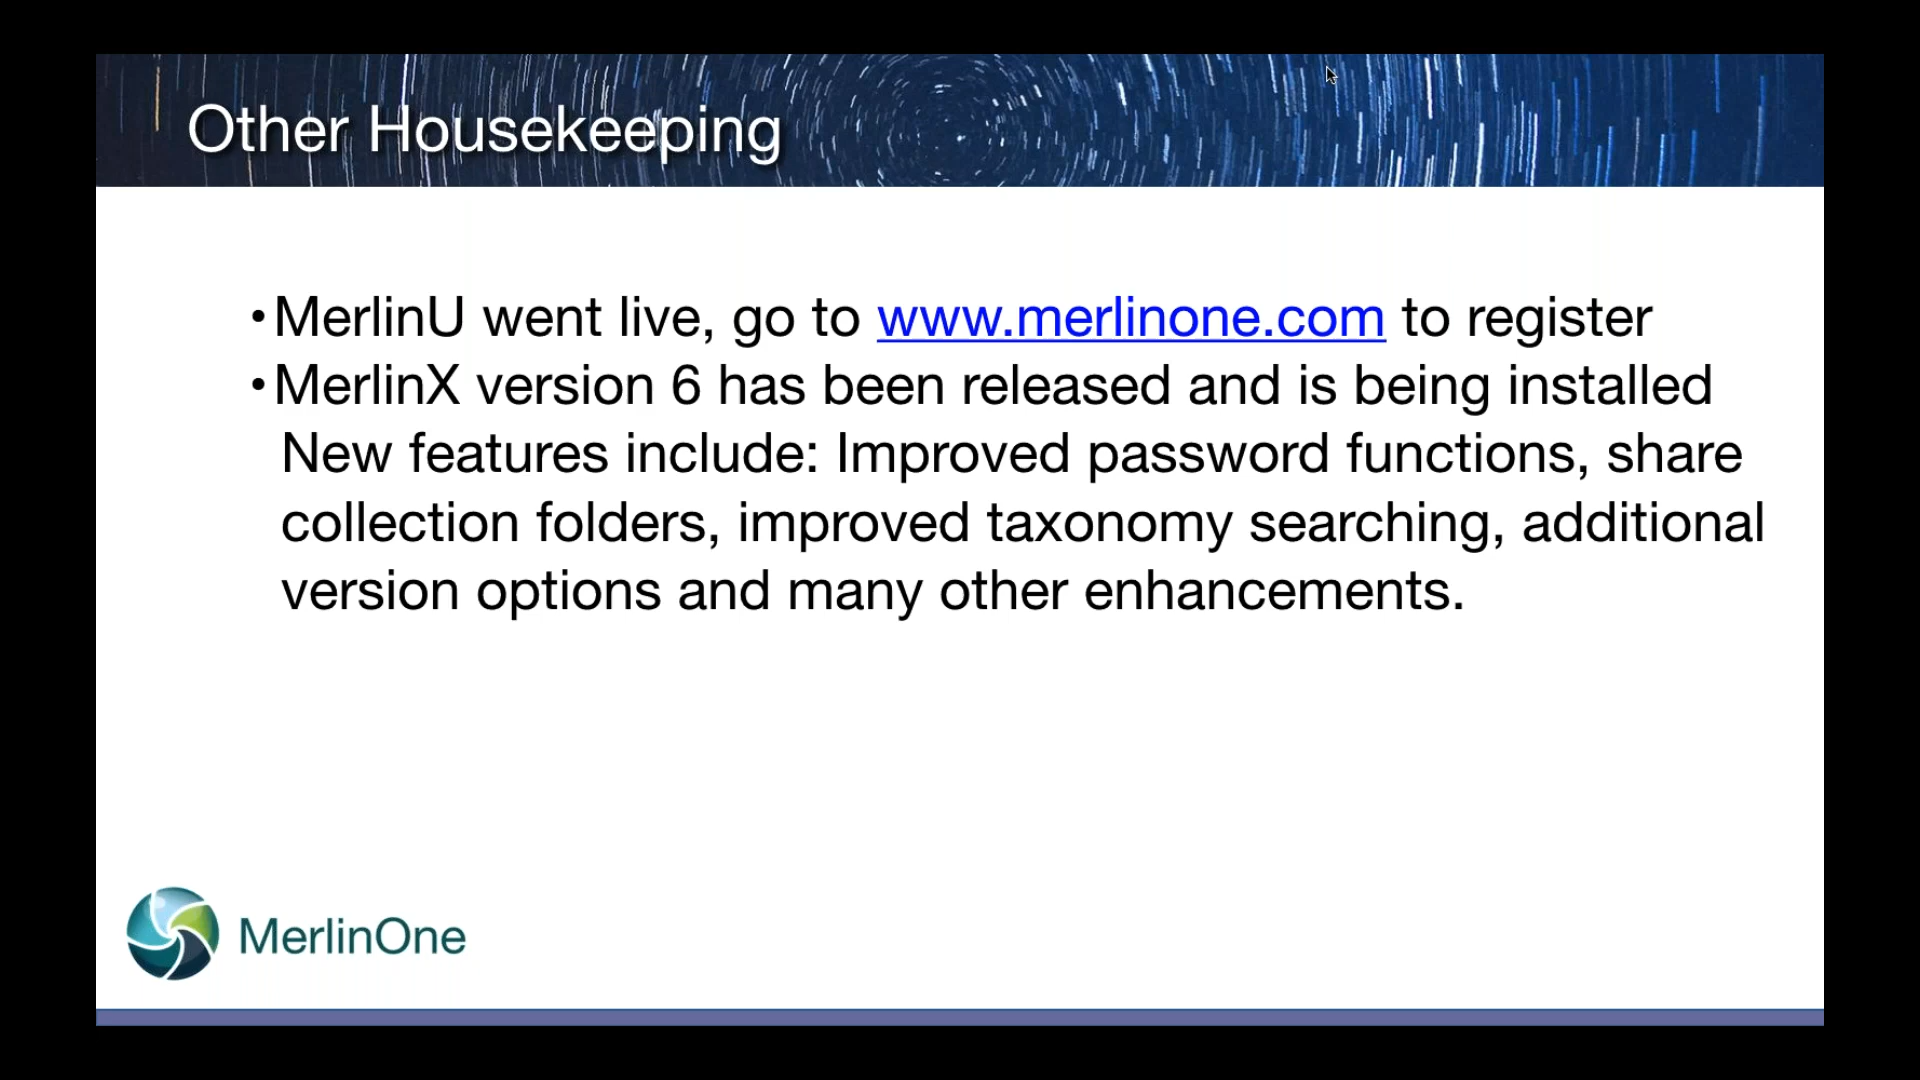 Other Housekeeping
•MerlinU went live, go to www.merlinone.com to register
•MerlinX version 6 has been released and is being installed
New features include: Improved password functions, share
collection folders, improved taxonomy searching, additional
version options and many other enhancements.
MerlinOne